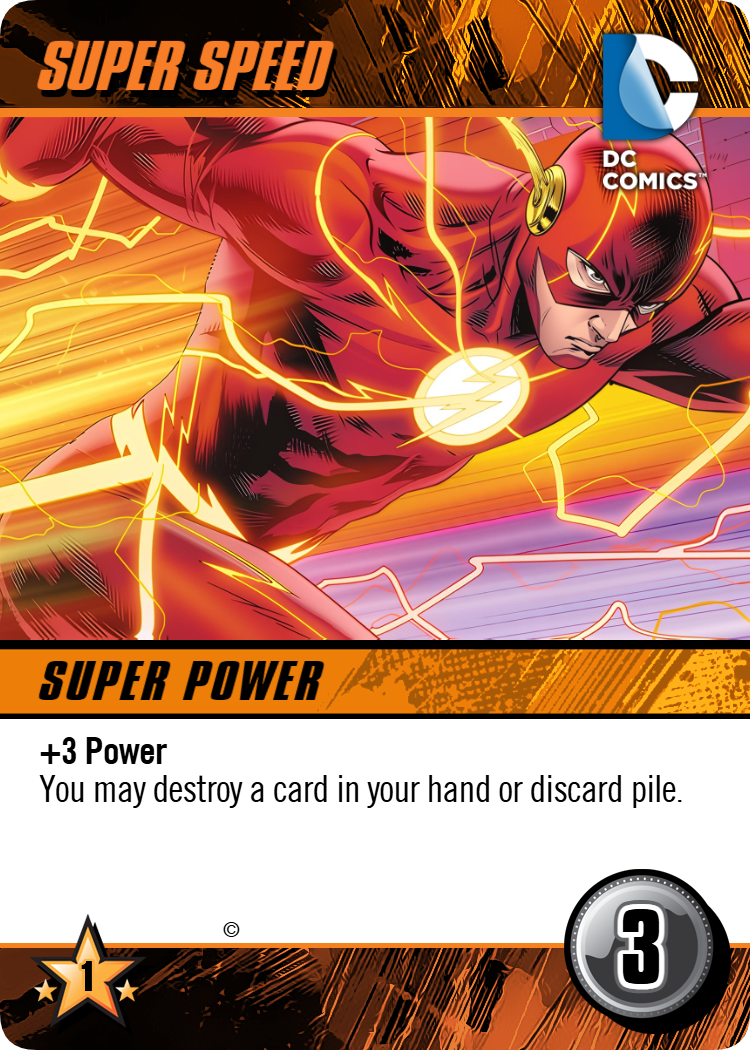 SUPER SPEED
DC
COMICS™
SUPER POWER
+3 Power
You may destroy a card in your hand or discard pile.
©
1
3